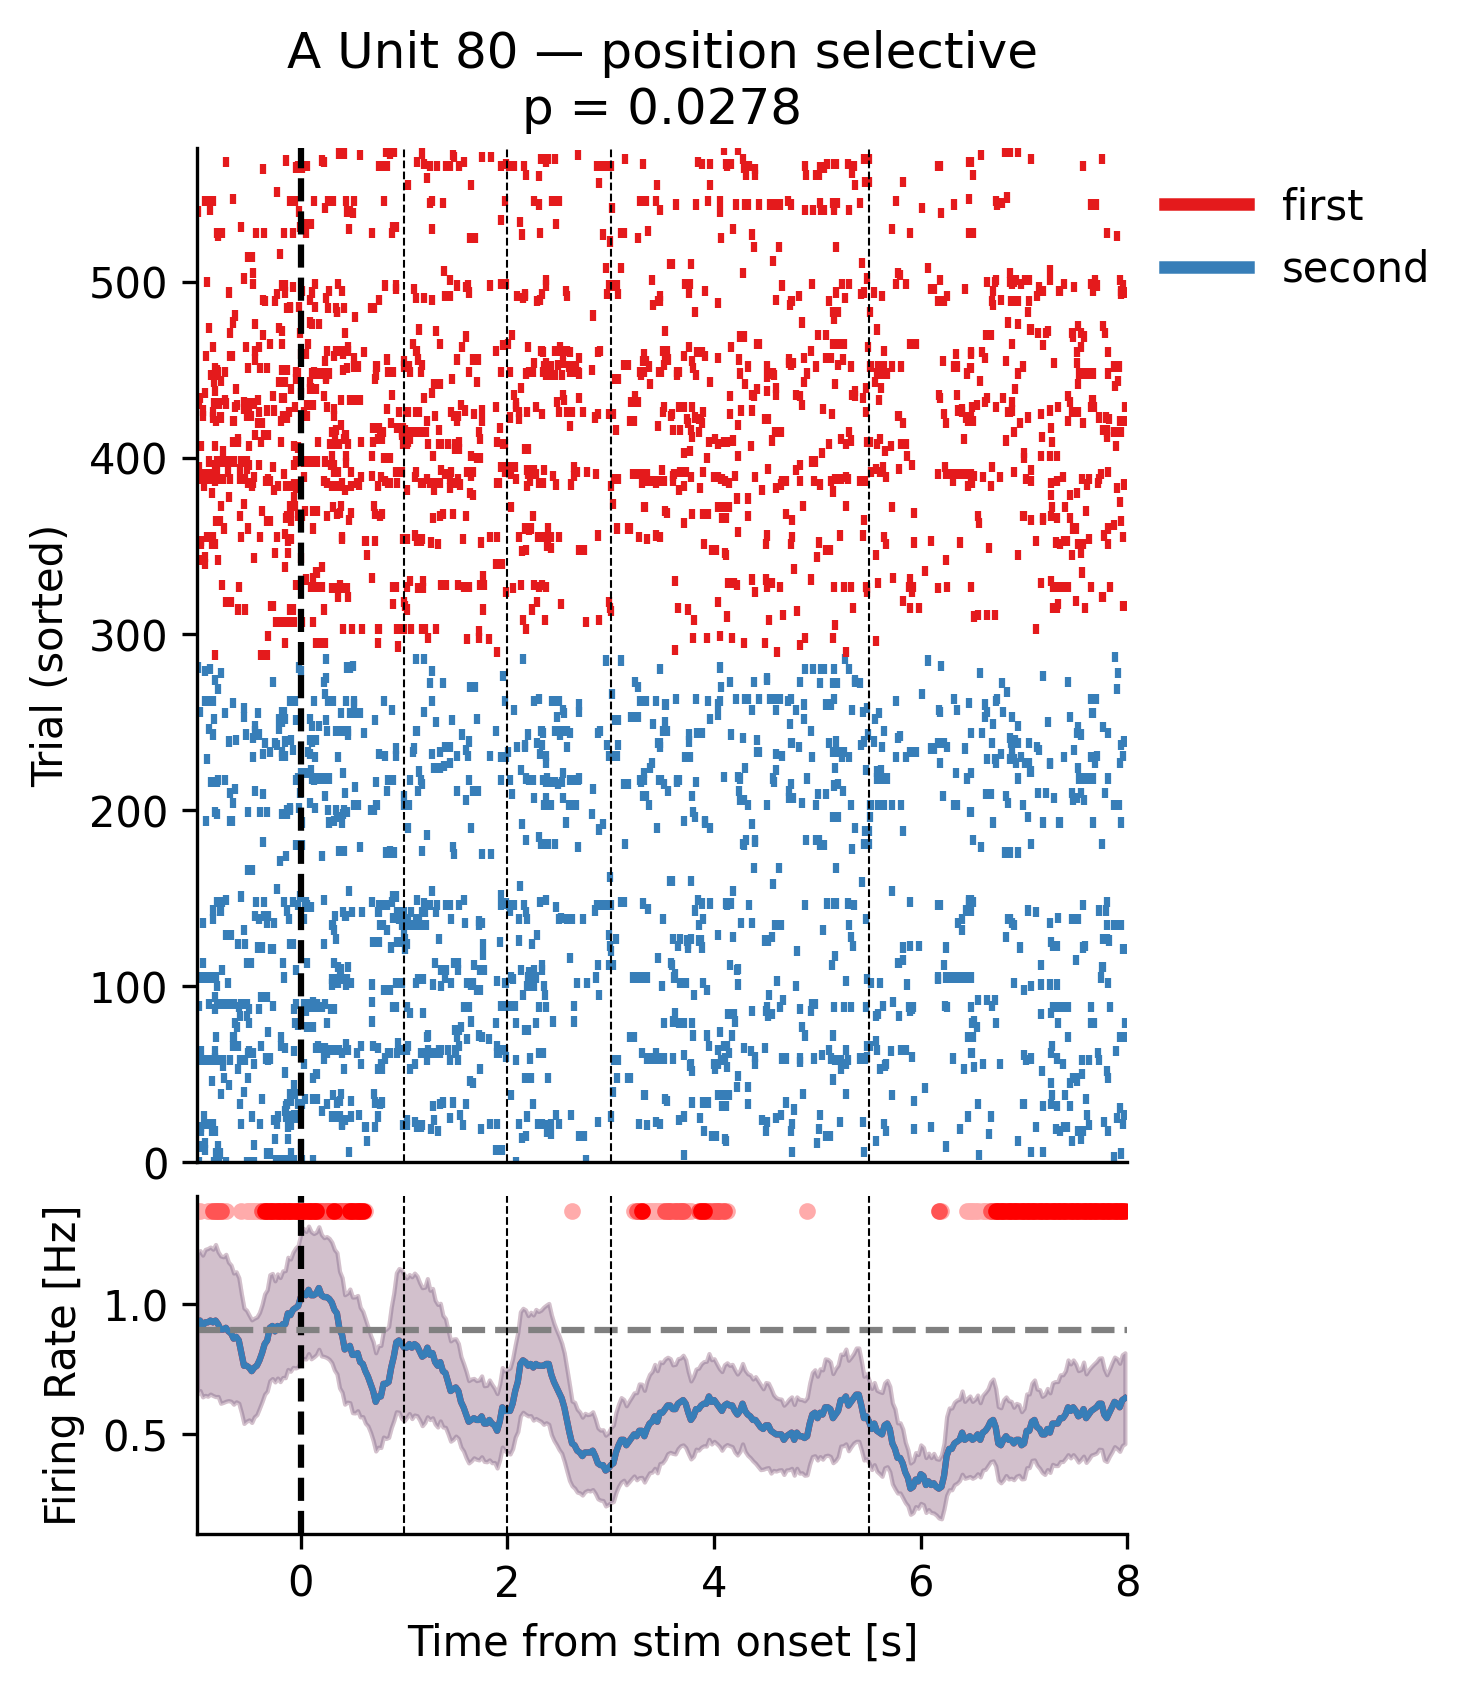 A Unit 80 — position selective
p = 0.0278
first
second
Trial (sorted)
500
400
300
200
100
0
Firing Rate [Hz]
1.0
0.5
0 2 4 6 8
Time from stim onset [s]